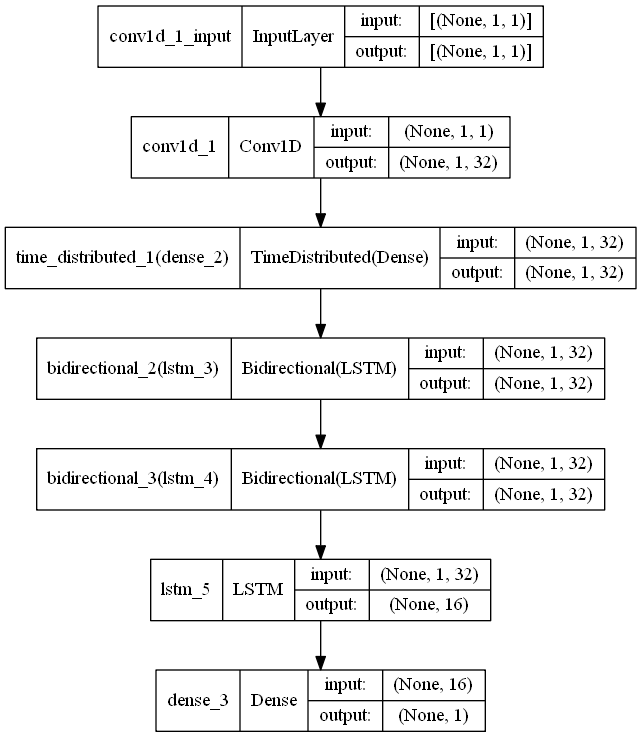 conv1d_1_input InputLayer input: [(None, 1, 1)]
output: [(None, 1, 1)]
conv1d_1 Conv1D input: (None, 1, 1)
output: (None, 1, 32)
time_distributed_1(dense_2) TimeDistributed(Dense) input: (None, 1, 32)
output: (None, 1, 32)
bidirectional_2(lstm_3) Bidirectional(LSTM) input: (None, 1, 32)
output: (None, 1, 32)
bidirectional_3(lstm_4) Bidirectional(LSTM) input: (None, 1, 32)
output: (None, 1, 32)
lstm_5 LSTM input: (None, 1, 32)
output: (None, 16)
dense_3 Dense input: (None, 16)
output: (None, 1)